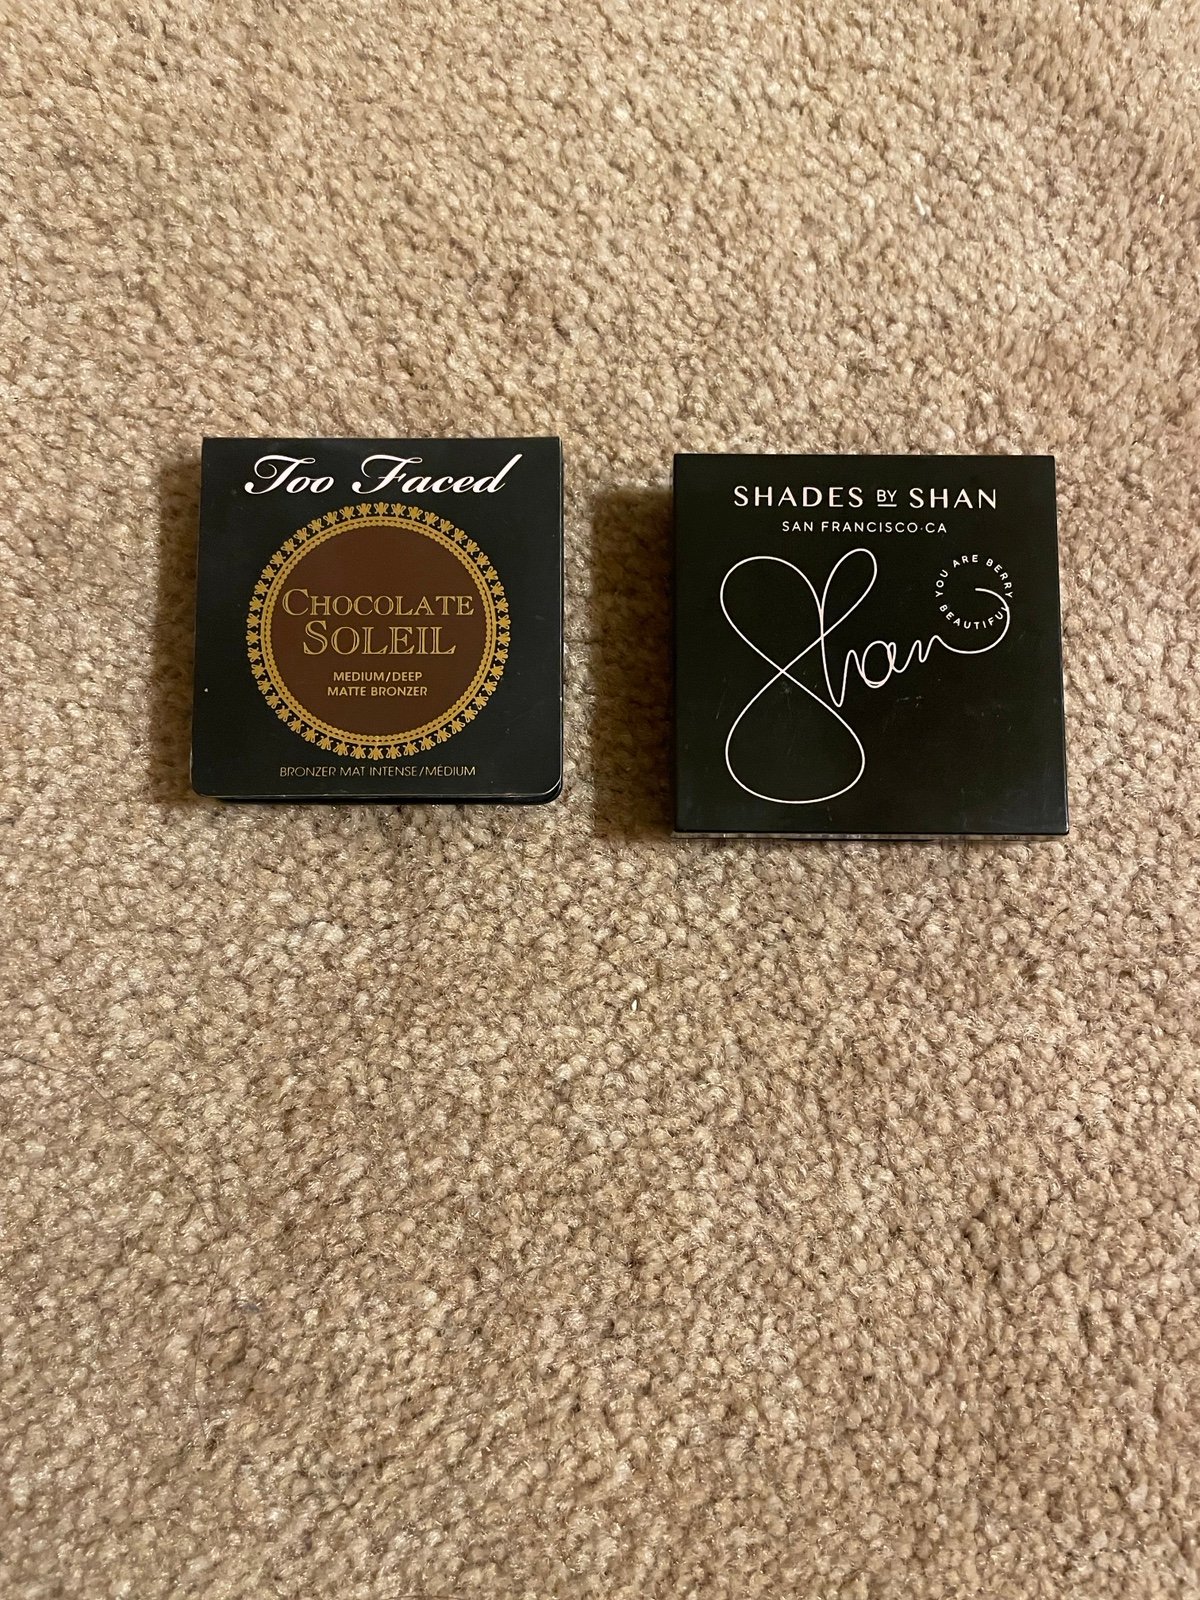 Too Faced
CHOCOLATE
SOLEIL
MEDIUM/DEEP
MATTE BRONZER
BRONZER MAT INTENSE/MÉDIUM
SHADES BY SHAN
SAN FRANCISCO·CA
Shan
YOU ARE BERRY
BEAUTIFUL